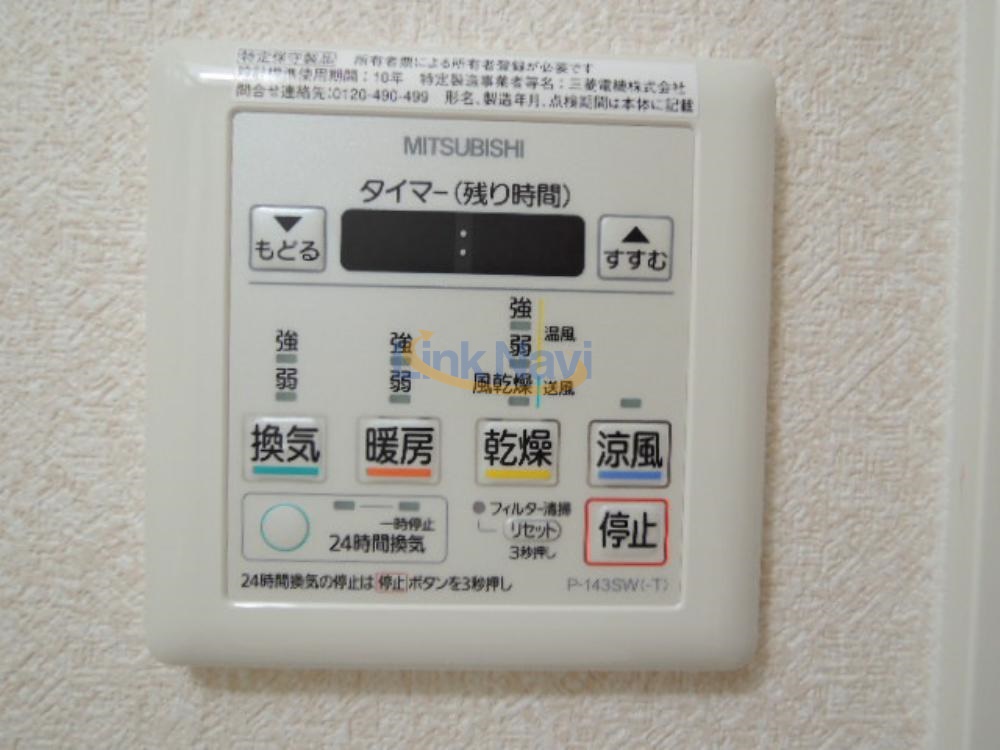 特定保守製品 所有者票による所有者登録が必要です
設計標準使用期間：10年 特定製造事業者等名：三菱電機株式会社
問合せ連絡先：0120-490-499 形名、製造年月、点検期間は本体に記載
MITSUBISHI
タイマー(残り時間)
▼ ▲
もどる : すすむ
強
強 強 弱 温風
弱 弱 風乾燥 送風
Link Navi
換気 暖房 乾燥 涼風
フィルター清掃
一時停止 リセット 停止
24時間換気 3秒押し
24時間換気の停止は 停止 ボタンを3秒押し P-143SW(-T)